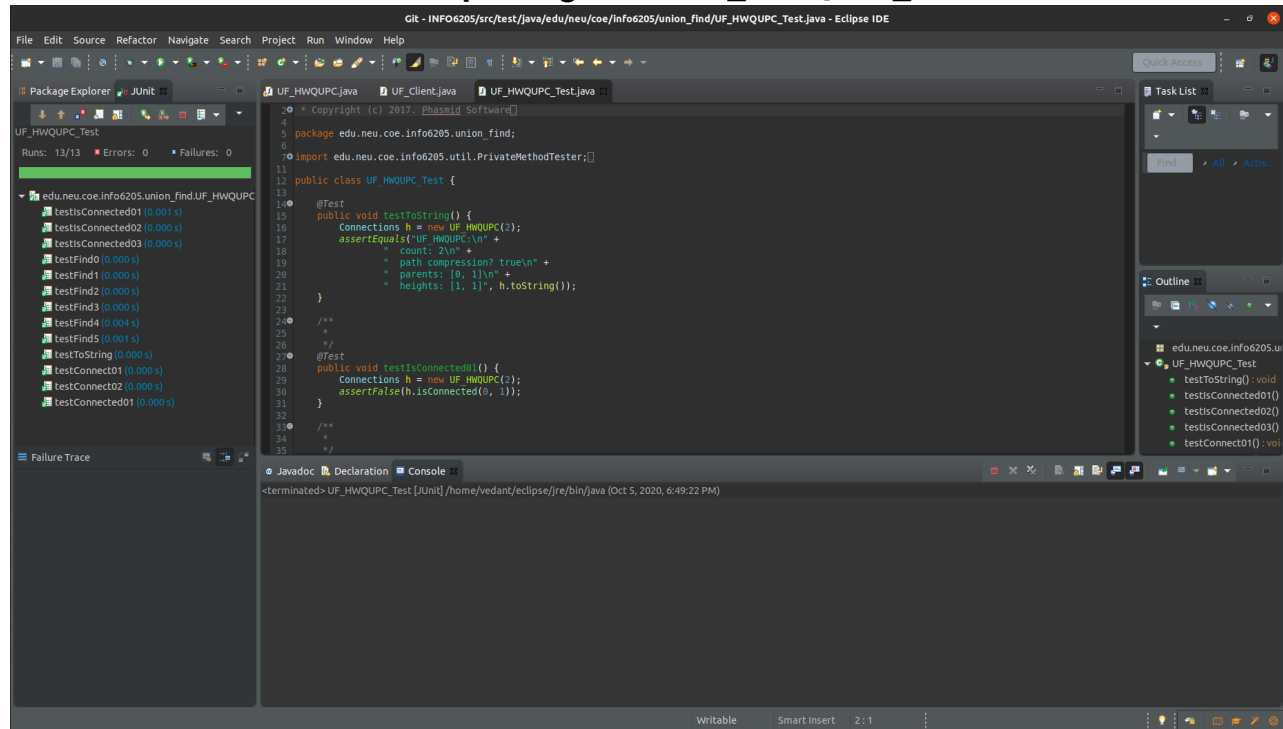 Git - INFO6205/src/test/java/edu/neu/coe/info6205/union_find/UF_HWQUPC_Test.java - Eclipse IDE
File Edit Source Refactor Navigate Search Project Run Window Help
Quick Access
Package Explorer JUnit
UF_HWQUPC_Test
Runs: 13/13 Errors: 0 Failures: 0
edu.neu.coe.info6205.union_find.UF_HWQUPC
testIsConnected01 (0.001 s)
testIsConnected02 (0.000 s)
testIsConnected03 (0.000 s)
testFind0 (0.000 s)
testFind1 (0.000 s)
testFind2 (0.000 s)
testFind3 (0.000 s)
testFind4 (0.004 s)
testFind5 (0.001 s)
testToString (0.000 s)
testConnect01 (0.000 s)
testConnect02 (0.000 s)
testConnected01 (0.000 s)
Failure Trace
UF_HWQUPC.java UF_Client.java UF_HWQUPC_Test.java
2 * Copyright (c) 2017. Phasmid Software
4
5 package edu.neu.coe.info6205.union_find;
6
7 import edu.neu.coe.info6205.util.PrivateMethodTester;
11
12 public class UF_HWQUPC_Test {
13
14 @Test
15 public void testToString() {
16 Connections h = new UF_HWQUPC(2);
17 assertEquals("UF_HWQUPC:\n" +
18 " count: 2\n" +
19 " path compression? true\n" +
20 " parents: [0, 1]\n" +
21 " heights: [1, 1]", h.toString());
22 }
23
24 /**
25 *
26 */
27 @Test
28 public void testIsConnected01() {
29 Connections h = new UF_HWQUPC(2);
30 assertFalse(h.isConnected(0, 1));
31 }
32
33 /**
34 *
35 */
Task List
Find All Activ...
Outline
edu.neu.coe.info6205.u
UF_HWQUPC_Test
testToString() : void
testIsConnected01()
testIsConnected02()
testIsConnected03()
testConnect01() : voi
Javadoc Declaration Console
<terminated> UF_HWQUPC_Test [JUnit] /home/vedant/eclipse/jre/bin/java (Oct 5, 2020, 6:49:22 PM)
Writable Smart Insert 2 : 1